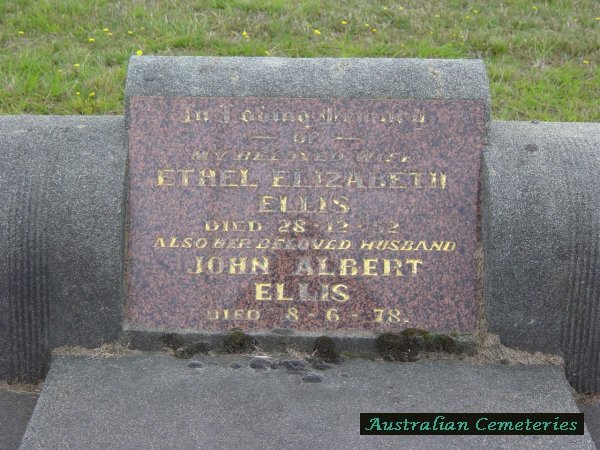 In Loving Memory
— OF —
MY BELOVED WIFE
ETHEL ELIZABETH
ELLIS
DIED 28-12-
ALSO HER BELOVED HUSBAND
JOHN ALBERT
ELLIS
DIED 8-6-78.
Australian Cemeteries